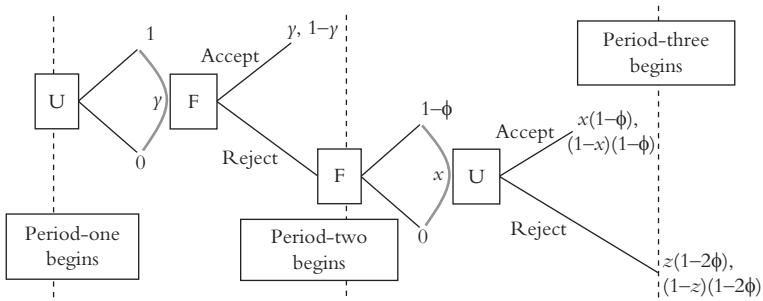 1
U
γ
F
0
Accept
γ, 1–γ
Reject
Period-one
begins
F
Period-two
begins
1–ϕ
x
0
U
Accept
x(1–ϕ),
(1–x)(1–ϕ)
Reject
z(1–2ϕ),
(1–z)(1–2ϕ)
Period-three
begins